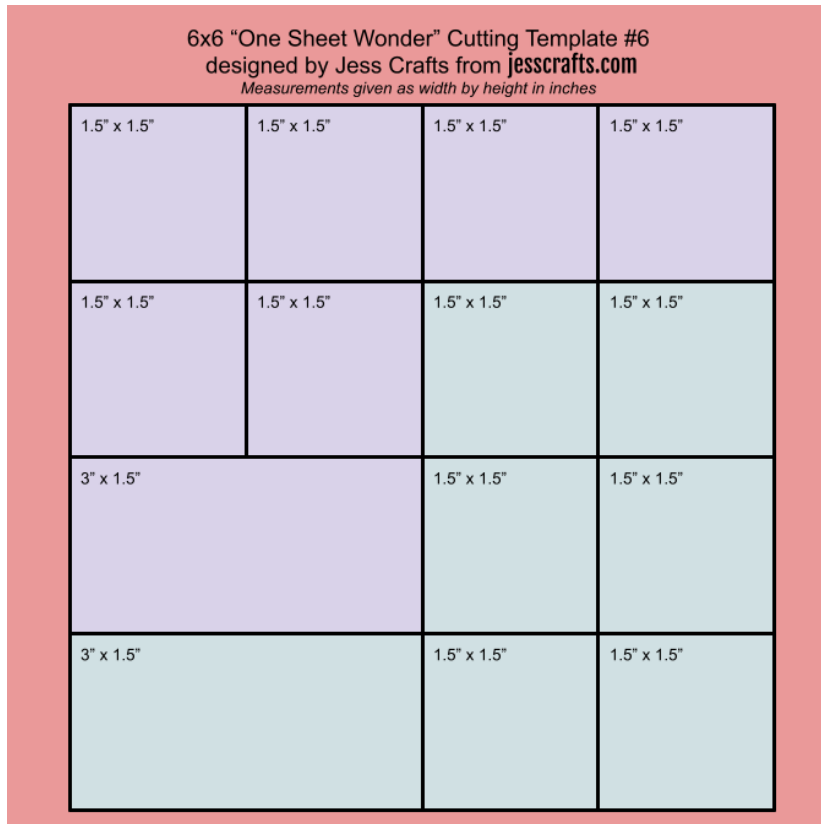 6x6 “One Sheet Wonder” Cutting Template #6
designed by Jess Crafts from jesscrafts.com
Measurements given as width by height in inches
1.5” x 1.5” 1.5” x 1.5” 1.5” x 1.5” 1.5” x 1.5”
1.5” x 1.5” 1.5” x 1.5” 1.5” x 1.5” 1.5” x 1.5”
3” x 1.5” 1.5” x 1.5” 1.5” x 1.5”
3” x 1.5” 1.5” x 1.5” 1.5” x 1.5”